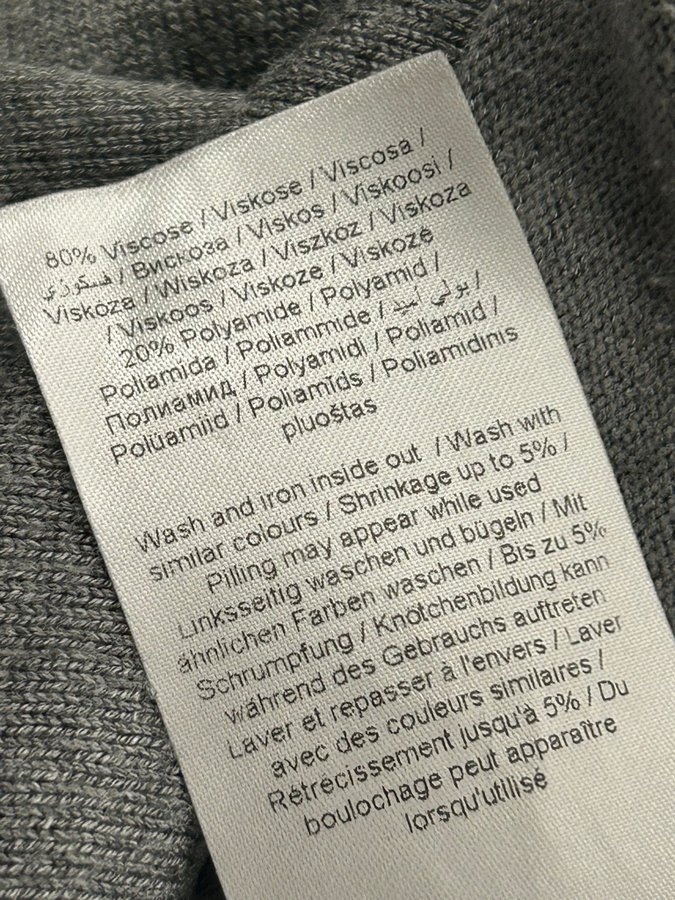 80% Viscose / Viskose / Viscosa /
فسكوزي / Вискоза / Viskos / Viskoosi /
Viskoza / Wiskoza / Viszkóz / Viskoza
/ Viskoos / Viskoze / Viskozė
20% Polyamide / Polyamid /
Poliamida / Poliammide / بولي أميد /
Полиамид / Polyamidi / Poliamid /
Polüamiid / Poliamīds / Poliamidinis
pluoštas
Wash and iron inside out / Wash with
similar colours / Shrinkage up to 5% /
Pilling may appear while used
Linksseitig waschen und bügeln / Mit
ähnlichen Farben waschen / Bis zu 5%
Schrumpfung / Knötchenbildung kann
während des Gebrauchs auftreten
Laver et repasser à l'envers / Laver
avec des couleurs similaires /
Rétrécissement jusqu'à 5% / Du
boulochage peut apparaître
lorsqu'utilisé